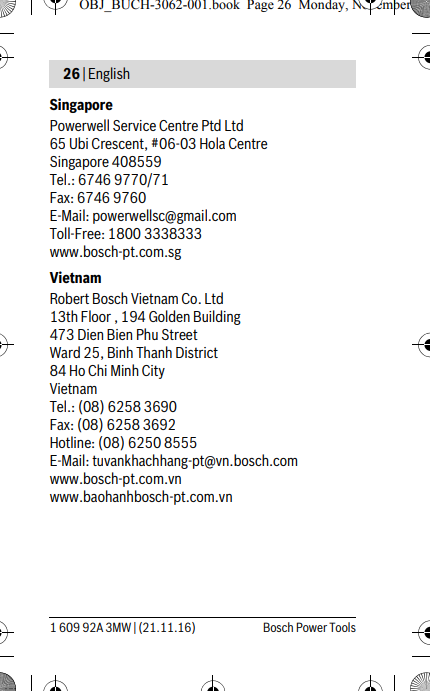 OBJ_BUCH-3062-001.book Page 26 Monday, N
26 | English
Singapore
Powerwell Service Centre Ptd Ltd
65 Ubi Crescent, #06-03 Hola Centre
Singapore 408559
Tel.: 6746 9770/71
Fax: 6746 9760
E-Mail: powerwellsc@gmail.com
Toll-Free: 1800 3338333
www.bosch-pt.com.sg
Vietnam
Robert Bosch Vietnam Co. Ltd
13th Floor , 194 Golden Building
473 Dien Bien Phu Street
Ward 25, Binh Thanh District
84 Ho Chi Minh City
Vietnam
Tel.: (08) 6258 3690
Fax: (08) 6258 3692
Hotline: (08) 6250 8555
E-Mail: tuvankhachhang-pt@vn.bosch.com
www.bosch-pt.com.vn
www.baohanhbosch-pt.com.vn
1 609 92A 3MW | (21.11.16) Bosch Power Tools